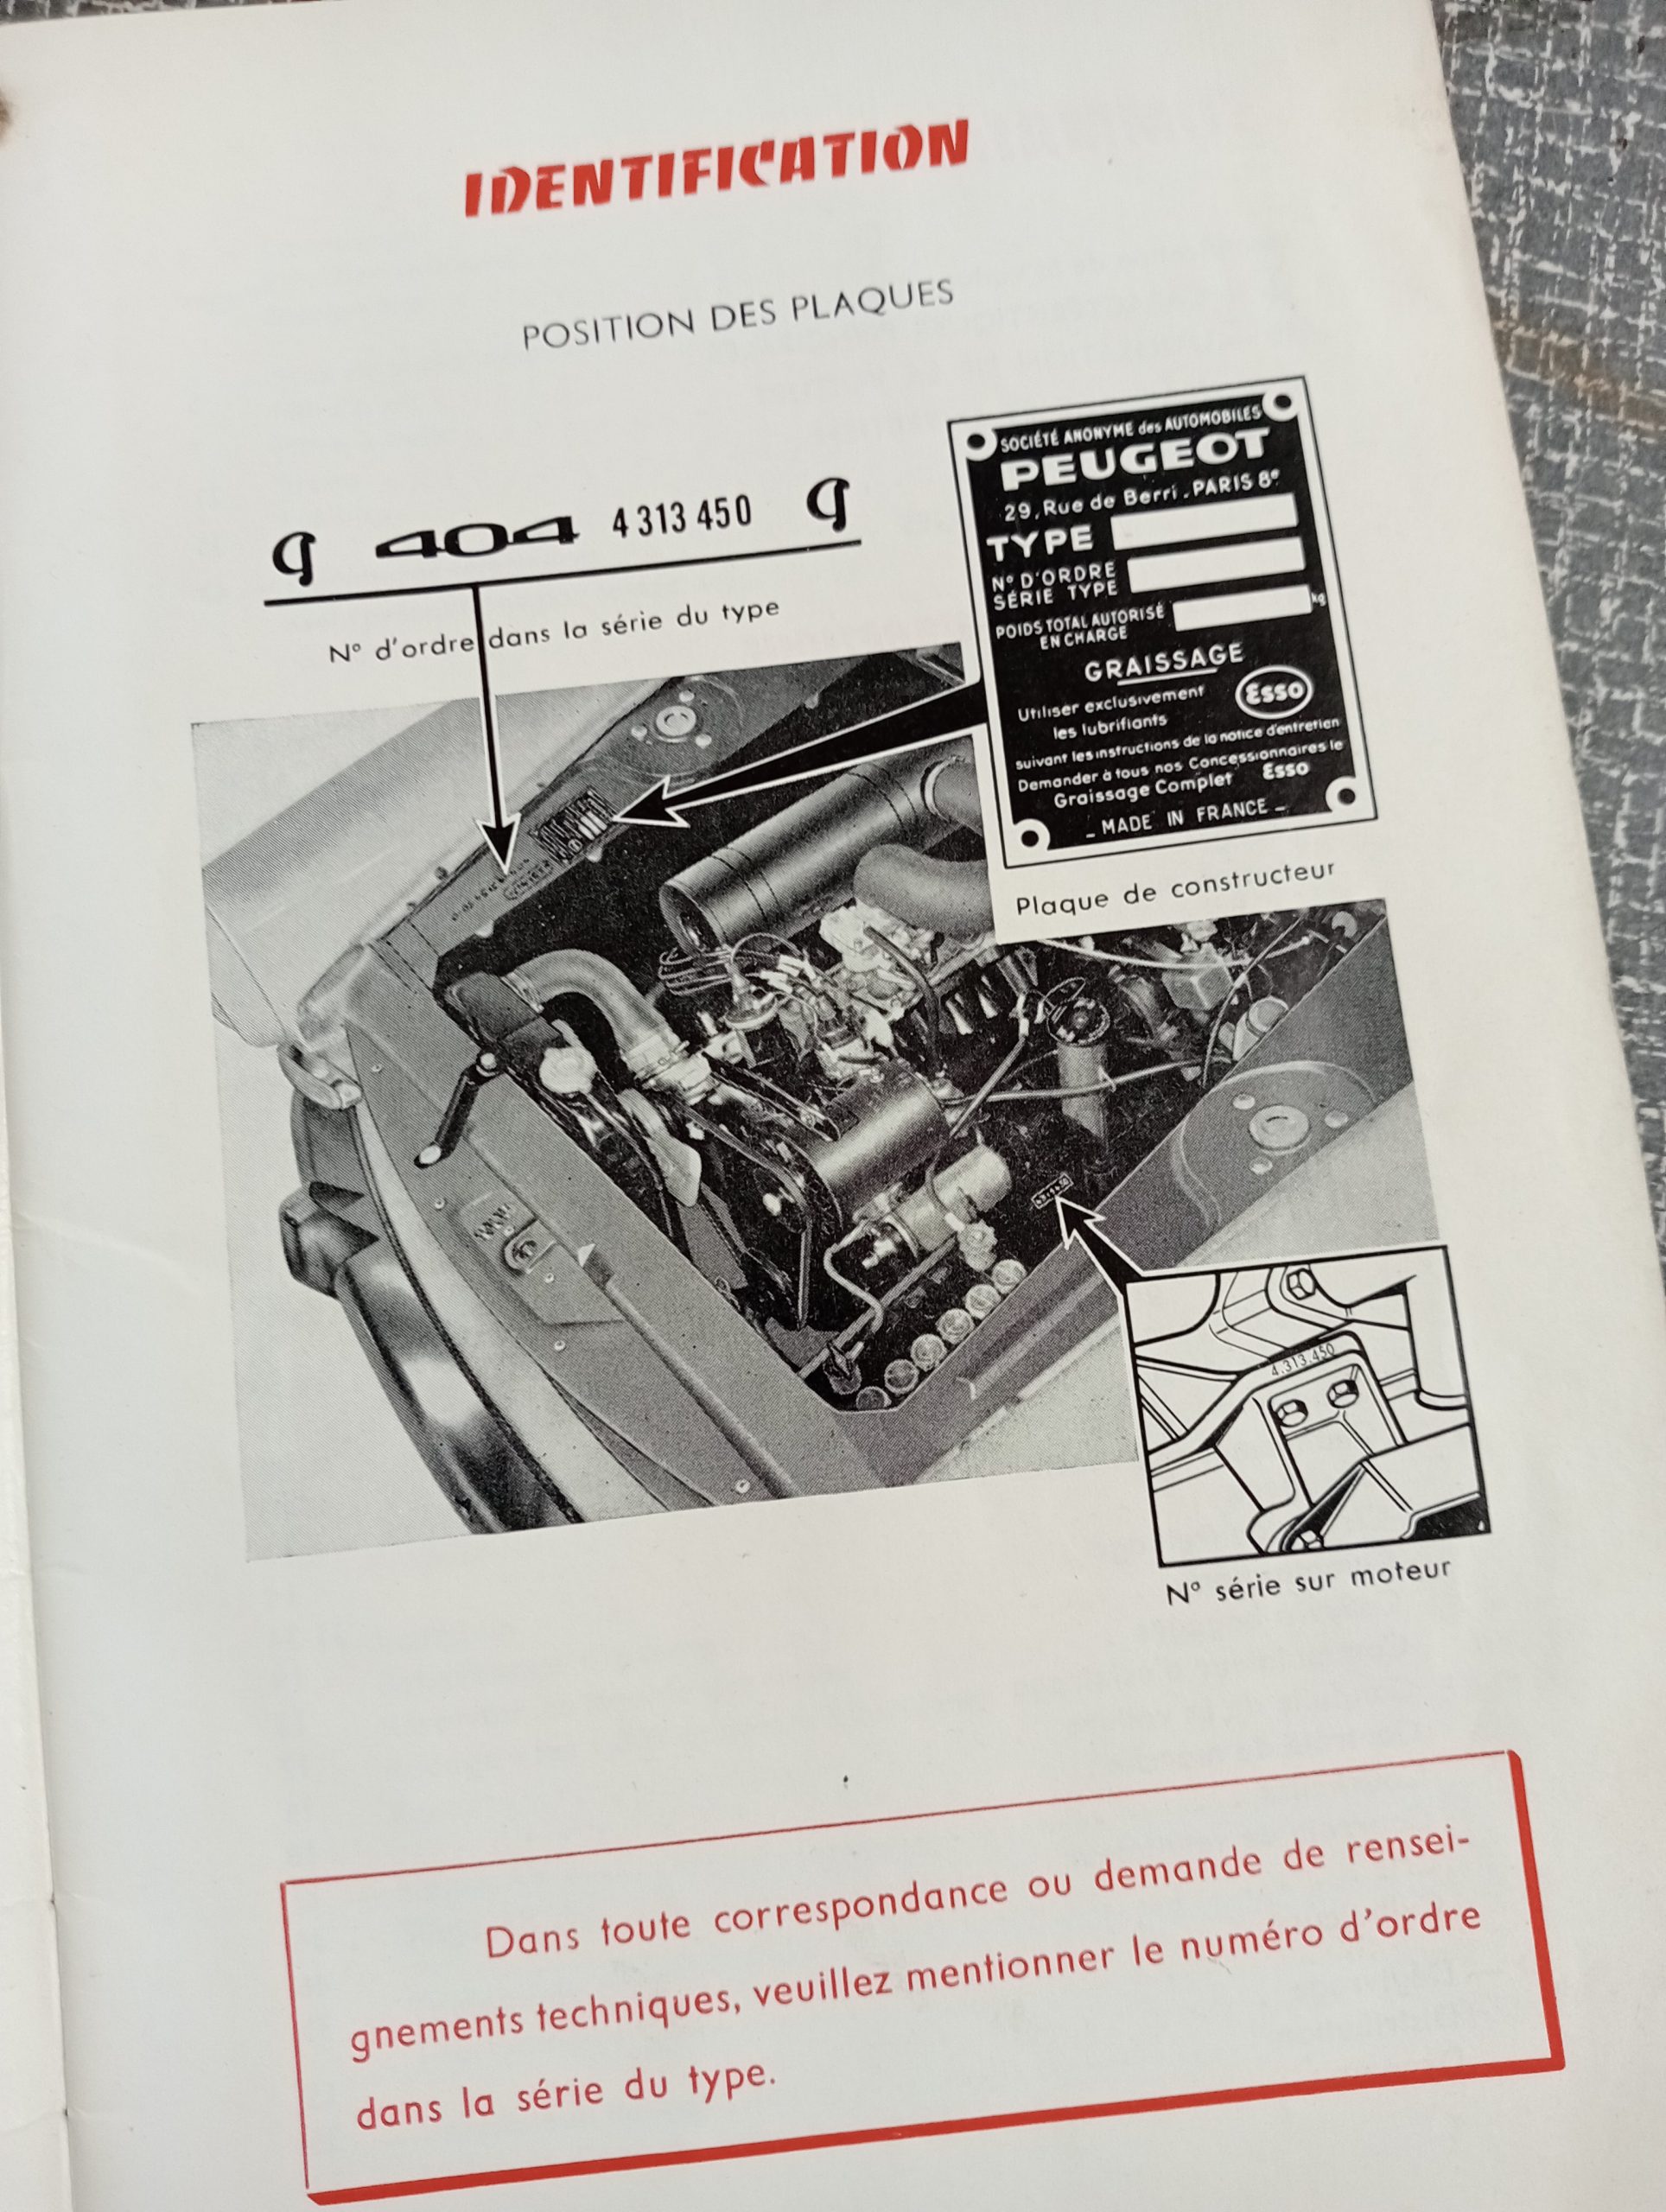 IDENTIFICATION
POSITION DES PLAQUES
404 4 313 450
N° d'ordre dans la série du type
SOCIÉTÉ ANONYME des AUTOMOBILES
PEUGEOT
29, Rue de Berri . PARIS 8e
TYPE
N° D'ORDRE
SÉRIE TYPE
POIDS TOTAL AUTORISÉ
EN CHARGE
kg
GRAISSAGE
Utiliser exclusivement
les lubrifiants
Esso
suivant les instructions de la notice d'entretien
Demander à tous nos Concessionnaires le
Graissage Complet Esso
- MADE IN FRANCE -
Plaque de constructeur
4.313.450
N° série sur moteur
Dans toute correspondance ou demande de rensei-
gnements techniques, veuillez mentionner le numéro d'ordre
dans la série du type.